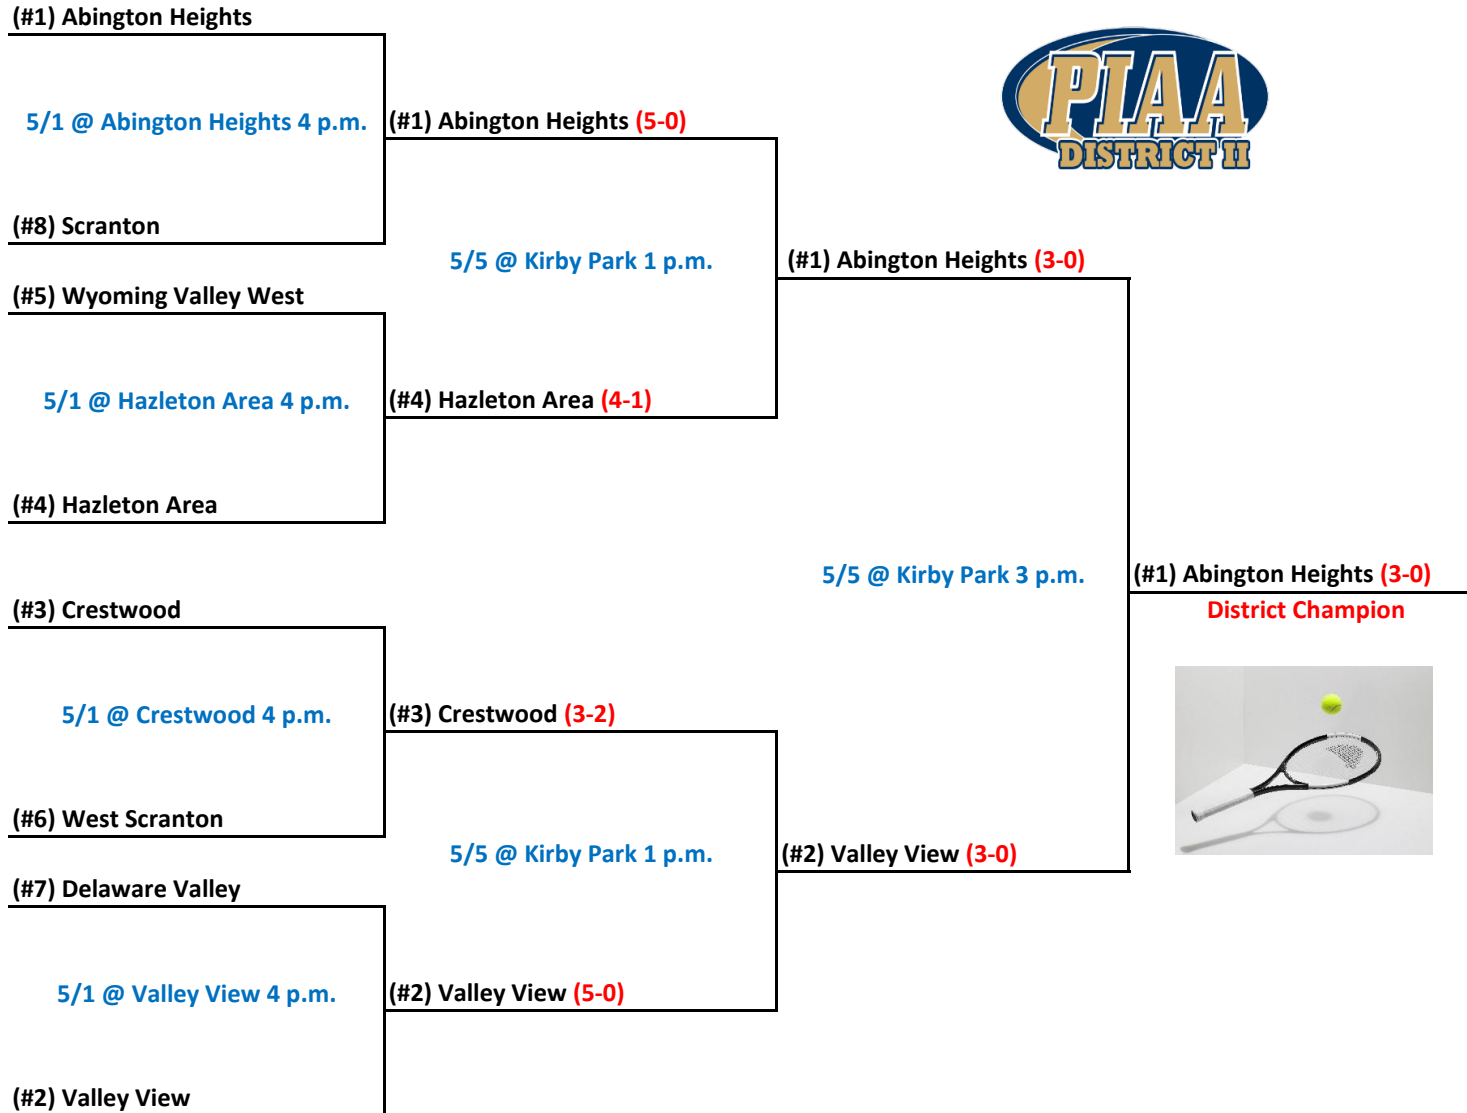 (#1) Abington Heights
PIAA
DISTRICT II
5/1 @ Abington Heights 4 p.m.
(#1) Abington Heights (5-0)
(#8) Scranton
5/5 @ Kirby Park 1 p.m.
(#1) Abington Heights (3-0)
(#5) Wyoming Valley West
5/1 @ Hazleton Area 4 p.m.
(#4) Hazleton Area (4-1)
(#4) Hazleton Area
5/5 @ Kirby Park 3 p.m.
(#1) Abington Heights (3-0)
District Champion
(#3) Crestwood
5/1 @ Crestwood 4 p.m.
(#3) Crestwood (3-2)
(#6) West Scranton
5/5 @ Kirby Park 1 p.m.
(#2) Valley View (3-0)
(#7) Delaware Valley
5/1 @ Valley View 4 p.m.
(#2) Valley View (5-0)
(#2) Valley View